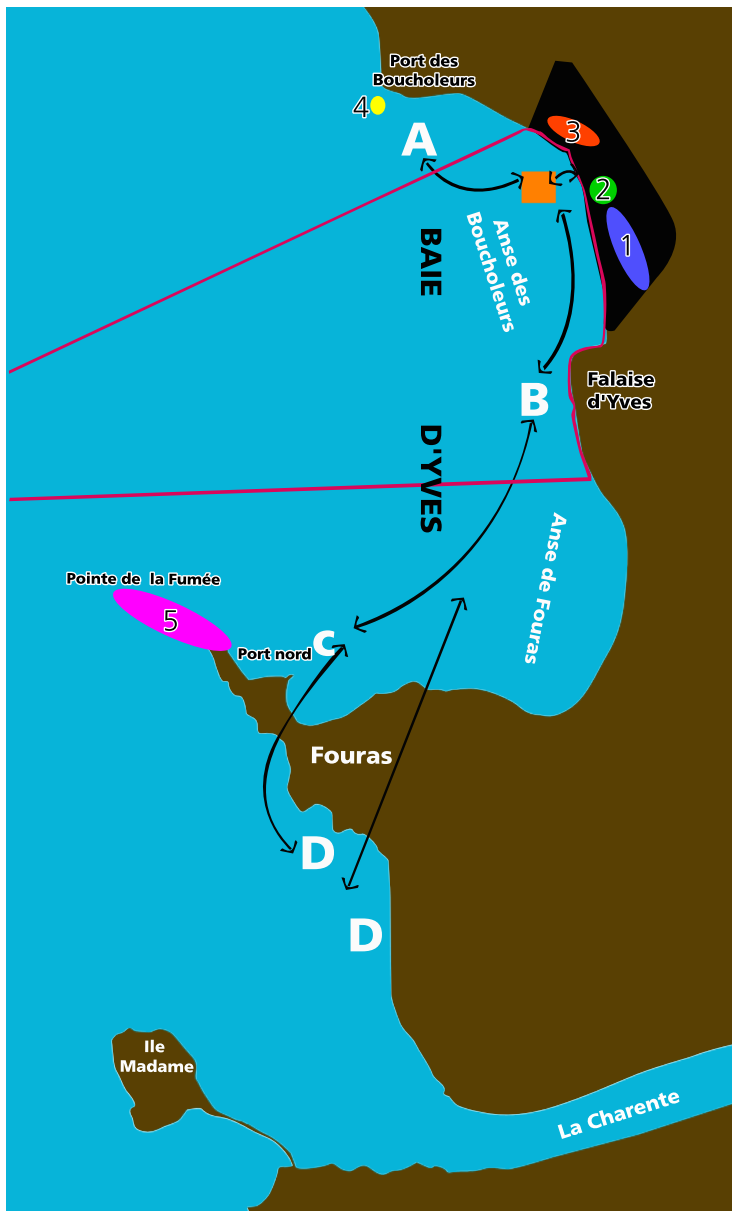 Port des
Boucholeurs
4
A
3
2
1
Anse des
Boucholeurs
BAIE
D'YVES
B
Falaise
d'Yves
Anse de Fouras
Pointe de la Fumée
5
Port nord
C
Fouras
D
D
Ile
Madame
La Charente